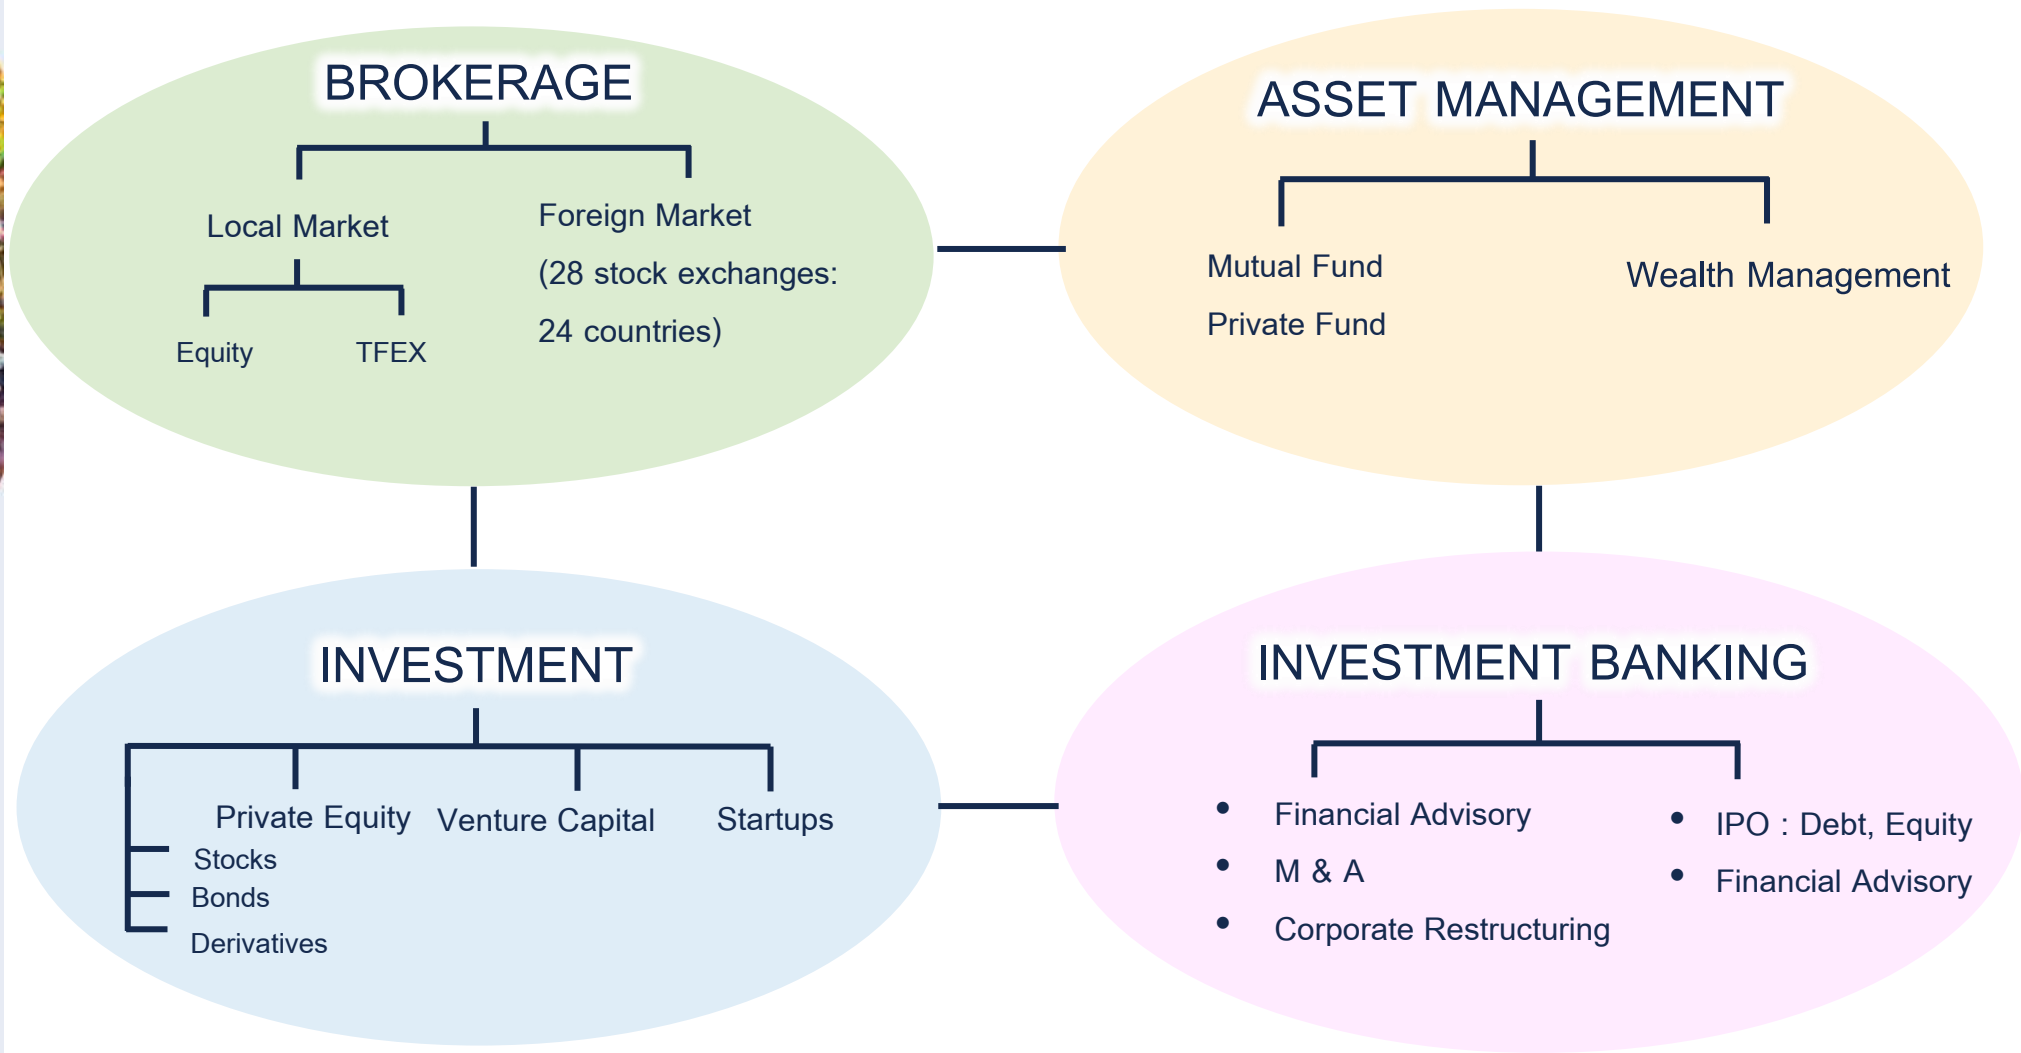 BROKERAGE
Local Market
Equity
TFEX
Foreign Market
(28 stock exchanges:
24 countries)
ASSET MANAGEMENT
Mutual Fund
Private Fund
Wealth Management
INVESTMENT
Private Equity
Venture Capital
Startups
Stocks
Bonds
Derivatives
INVESTMENT BANKING
• Financial Advisory
• M & A
• Corporate Restructuring
• IPO : Debt, Equity
• Financial Advisory